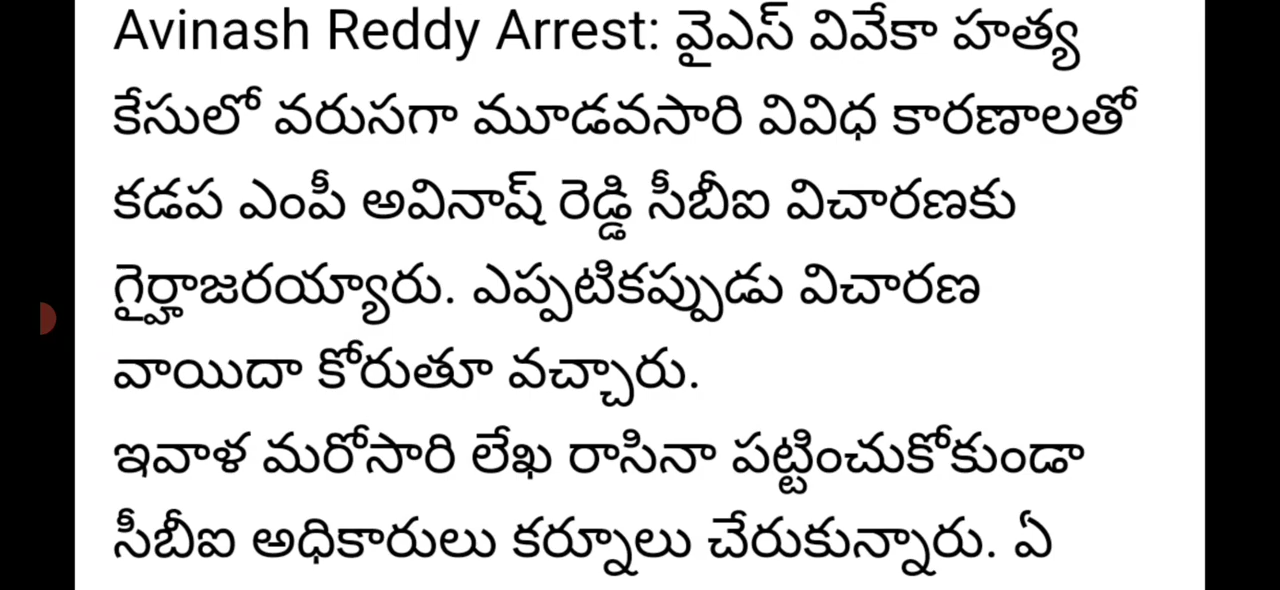 Avinash Reddy Arrest: వైఎస్ వివేకా హత్య
కేసులో వరుసగా మూడవసారి వివిధ కారణాలతో
కడప ఎంపీ అవినాష్ రెడ్డి సీబీఐ విచారణకు
గైర్హాజరయ్యారు. ఎప్పటికప్పుడు విచారణ
వాయిదా కోరుతూ వచ్చారు.
ఇవాళ మరోసారి లేఖ రాసినా పట్టించుకోకుండా
సీబీఐ అధికారులు కర్నూలు చేరుకున్నారు. ఏ